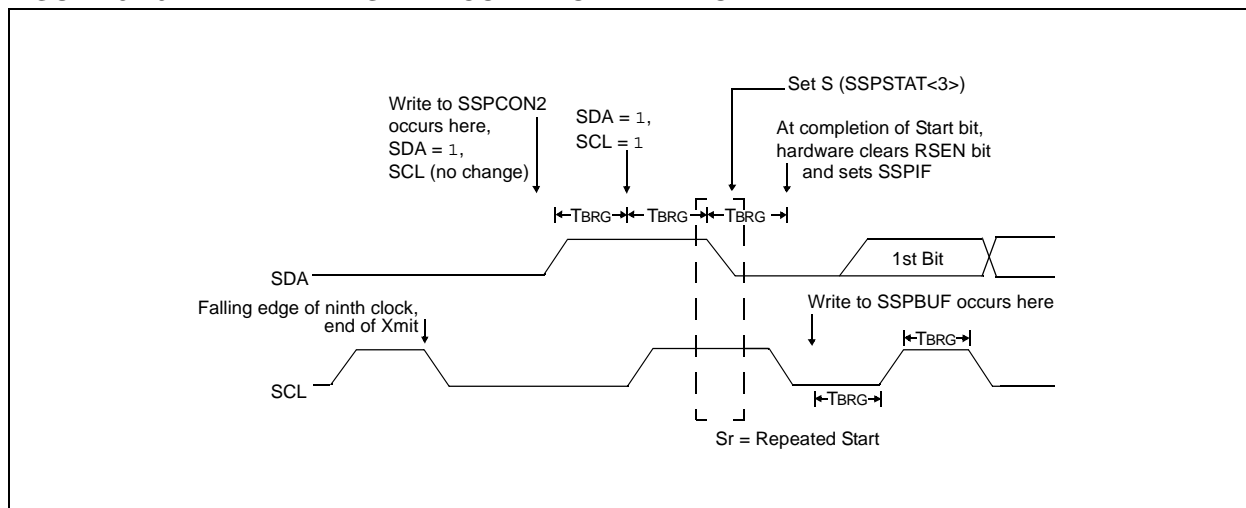 Set S (SSPSTAT<3>)
Write to SSPCON2
occurs here,
SDA = 1,
SCL (no change)
SDA = 1,
SCL = 1
At completion of Start bit,
hardware clears RSEN bit
and sets SSPIF
TBRG
TBRG
TBRG
SDA
1st Bit
Falling edge of ninth clock,
end of Xmit
Write to SSPBUF occurs here
TBRG
SCL
TBRG
Sr = Repeated Start